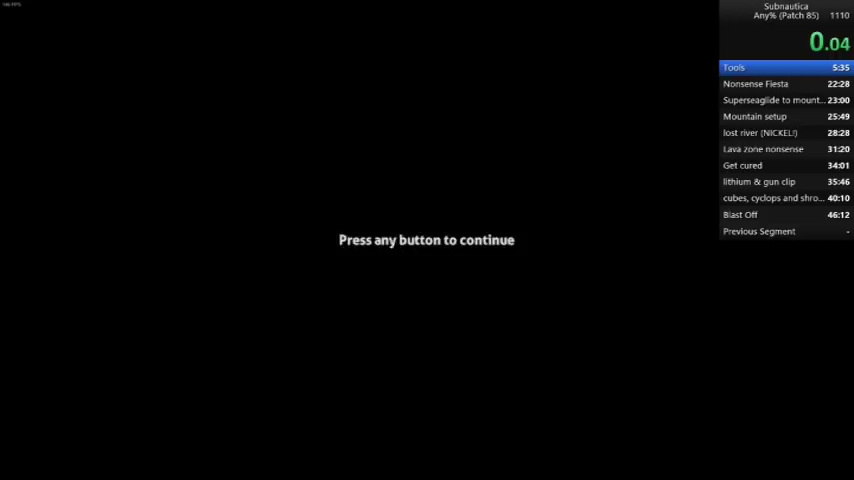 Subnautica
Any% (Patch 85) 1110
0.04
Tools 5:35
Nonsense Fiesta 22:28
Superseaglide to mount... 23:00
Mountain setup 25:49
lost river (NICKEL!) 28:28
Lava zone nonsense 31:20
Get cured 34:01
lithium & gun clip 35:46
cubes, cyclops and shro... 40:10
Blast Off 46:12
Previous Segment -
Press any button to continue